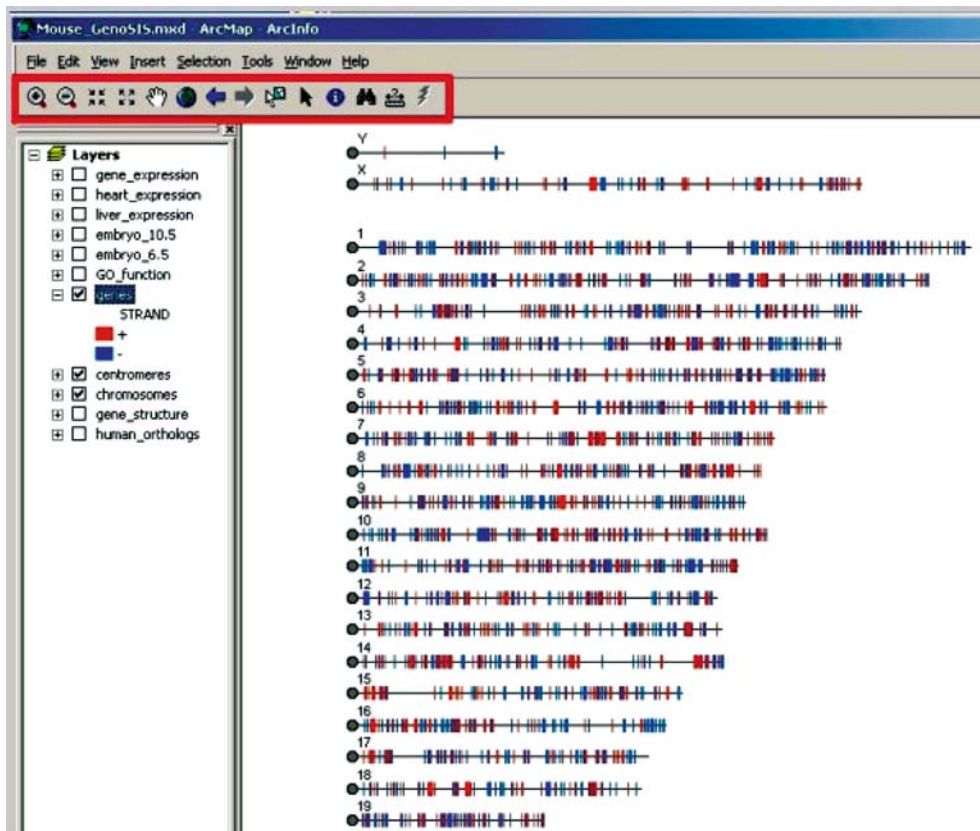 Mouse_GenoSIS.mxd - ArcMap - ArcInfo
File Edit View Insert Selection Tools Window Help
Layers
gene_expression
heart_expression
liver_expression
embryo_10.5
embryo_6.5
GO_function
genes
STRAND
+
-
centromeres
chromosomes
gene_structure
human_orthologs
Y
X
1
2
3
4
5
6
7
8
9
10
11
12
13
14
15
16
17
18
19